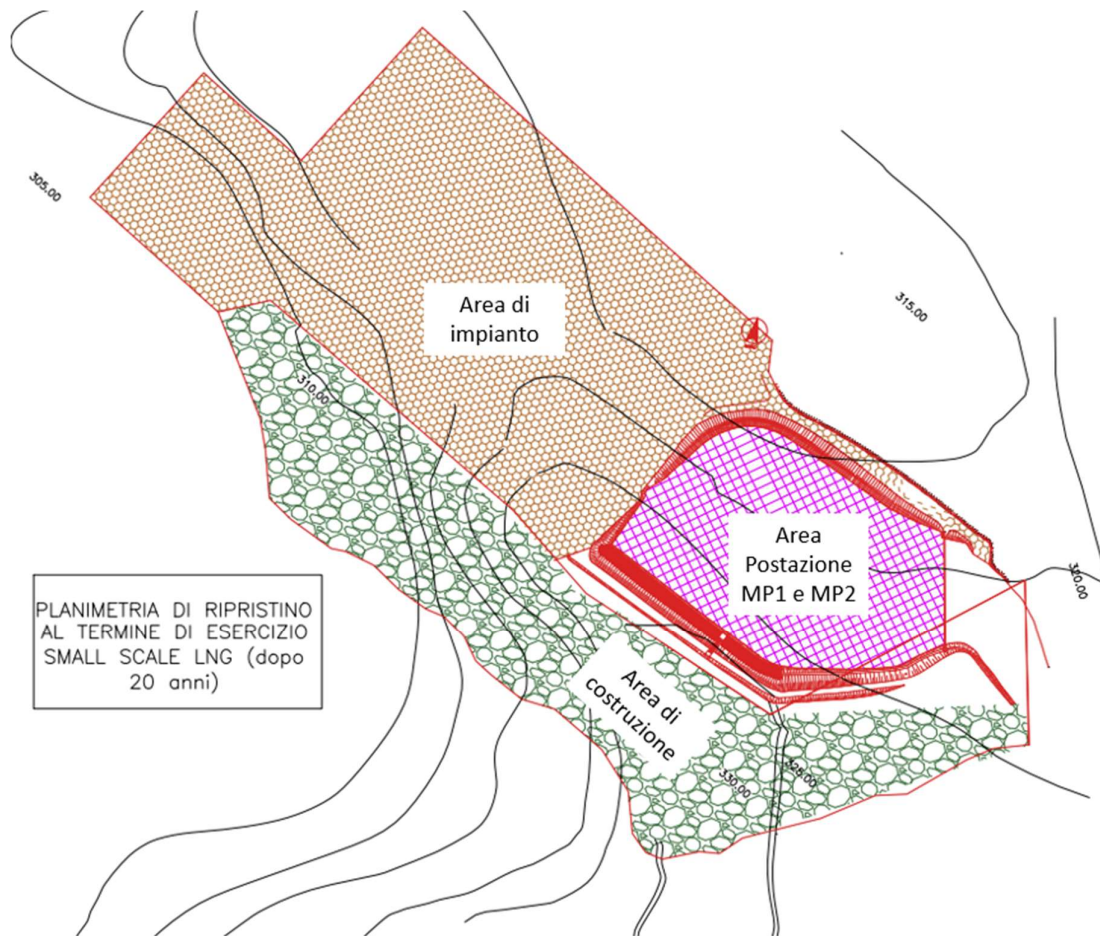 305.00
315.00
Area di
impianto
310.00
Area
Postazione
MP1 e MP2
320.00
PLANIMETRIA DI RIPRISTINO
AL TERMINE DI ESERCIZIO
SMALL SCALE LNG (dopo
20 anni)
Area di
costruzione
330.00
325.00